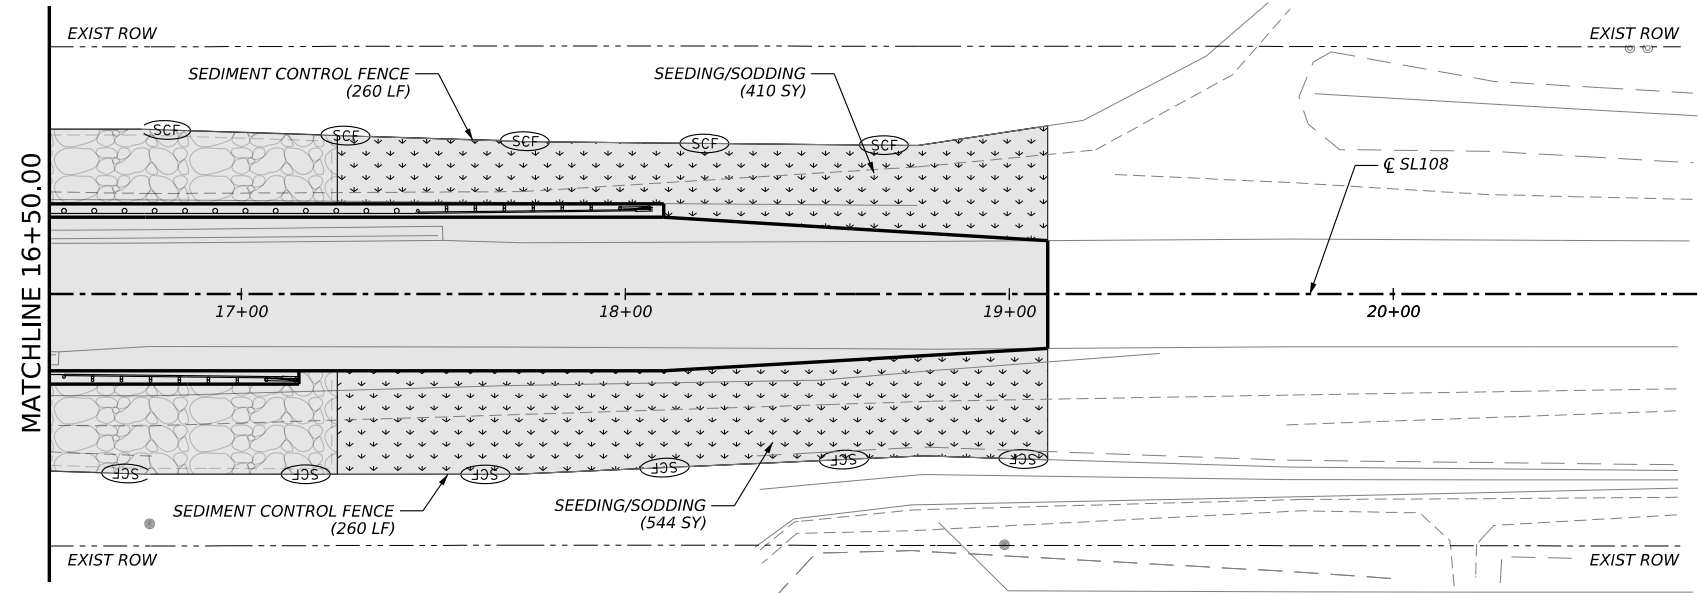 EXIST ROW
EXIST ROW
SEDIMENT CONTROL FENCE
(260 LF)
SEEDING/SODDING
(410 SY)
SCF
SCF
SCF
SCF
SCF
℄ SL108
MATCHLINE 16+50.00
17+00
18+00
19+00
20+00
SCF
SCF
SCF
SCF
SCF
SCF
SEDIMENT CONTROL FENCE
(260 LF)
SEEDING/SODDING
(544 SY)
EXIST ROW
EXIST ROW